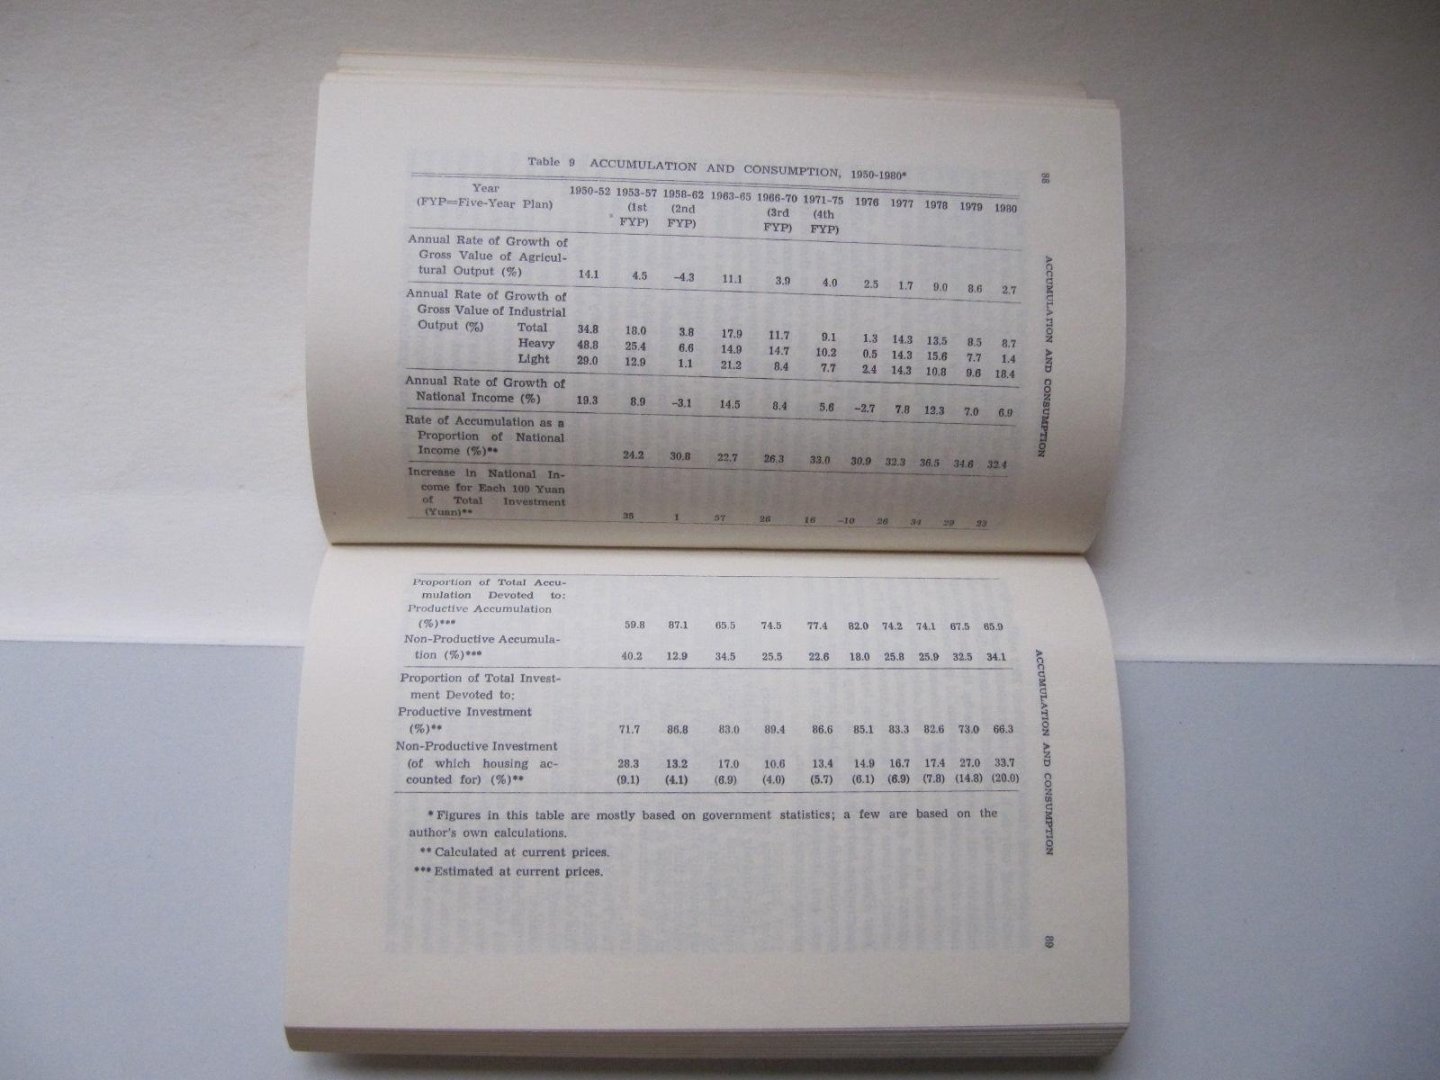 Table 9 ACCUMULATION AND CONSUMPTION, 1950-1980*
Year 1950-52 1953-57 1958-62 1963-65 1966-70 1971-75 1976 1977 1978 1979 1980
(FYP=Five-Year Plan) (1st (2nd (3rd (4th
FYP) FYP) FYP) FYP)
Annual Rate of Growth of
Gross Value of Agricul-
tural Output (%) 14.1 4.5 –4.3 11.1 3.9 4.0 2.5 1.7 9.0 8.6 2.7
Annual Rate of Growth of
Gross Value of Industrial
Output (%) Total 34.8 18.0 3.8 17.9 11.7 9.1 1.3 14.3 13.5 8.5 8.7
Heavy 48.8 25.4 6.6 14.9 14.7 10.2 0.5 14.3 15.6 7.7 1.4
Light 29.0 12.9 1.1 21.2 8.4 7.7 2.4 14.3 10.8 9.6 18.4
Annual Rate of Growth of
National Income (%) 19.3 8.9 –3.1 14.5 8.4 5.6 –2.7 7.8 12.3 7.0 6.9
Rate of Accumulation as a
Proportion of National
Income (%)** 24.2 30.8 22.7 26.3 33.0 30.9 32.3 36.5 34.6 32.4
Increase in National In-
come for Each 100 Yuan
of Total Investment
(Yuan)** 35 1 57 26 16 –10 26 34 29 23
88
ACCUMULATION AND CONSUMPTION
Proportion of Total Accu-
mulation Devoted to:
Productive Accumulation
(%)*** 59.8 87.1 65.5 74.5 77.4 82.0 74.2 74.1 67.5 65.9
Non-Productive Accumula-
tion (%)*** 40.2 12.9 34.5 25.5 22.6 18.0 25.8 25.9 32.5 34.1
Proportion of Total Invest-
ment Devoted to:
Productive Investment
(%)** 71.7 86.8 83.0 89.4 86.6 85.1 83.3 82.6 73.0 66.3
Non-Productive Investment
(of which housing ac- 28.3 13.2 17.0 10.6 13.4 14.9 16.7 17.4 27.0 33.7
counted for) (%)** (9.1) (4.1) (6.9) (4.0) (5.7) (6.1) (6.9) (7.8) (14.8) (20.0)
* Figures in this table are mostly based on government statistics; a few are based on the
author's own calculations.
** Calculated at current prices.
*** Estimated at current prices.
ACCUMULATION AND CONSUMPTION
89